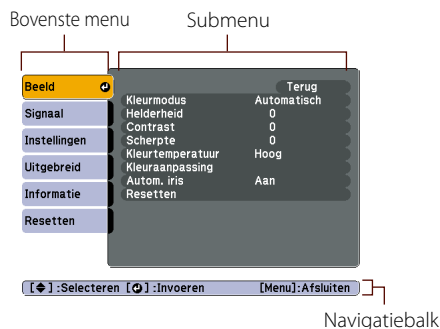 Bovenste menu Submenu
Beeld
Signaal
Instellingen
Uitgebreid
Informatie
Resetten
Terug
Kleurmodus Automatisch
Helderheid 0
Contrast 0
Scherpte 0
Kleurtemperatuur Hoog
Kleuraanpassing
Autom. iris Aan
Resetten
[ ] :Selecteren [ ] :Invoeren [Menu]:Afsluiten
Navigatiebalk